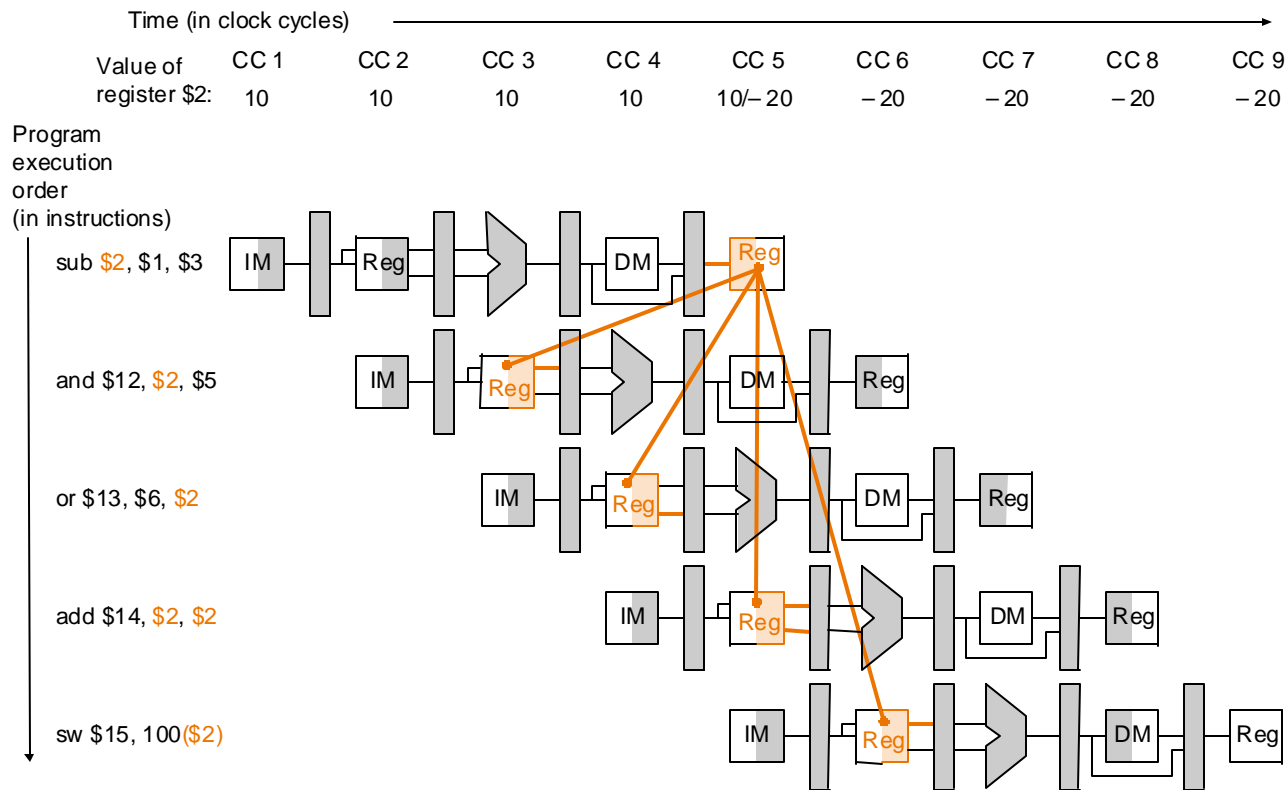 Time (in clock cycles)
Value of register $2:
CC 1 CC 2 CC 3 CC 4 CC 5 CC 6 CC 7 CC 8 CC 9
10 10 10 10 10/– 20 – 20 – 20 – 20 – 20
Program
execution
order
(in instructions)
sub $2, $1, $3
IM Reg DM Reg
and $12, $2, $5
IM Reg DM Reg
or $13, $6, $2
IM Reg DM Reg
add $14, $2, $2
IM Reg DM Reg
sw $15, 100($2)
IM Reg DM Reg